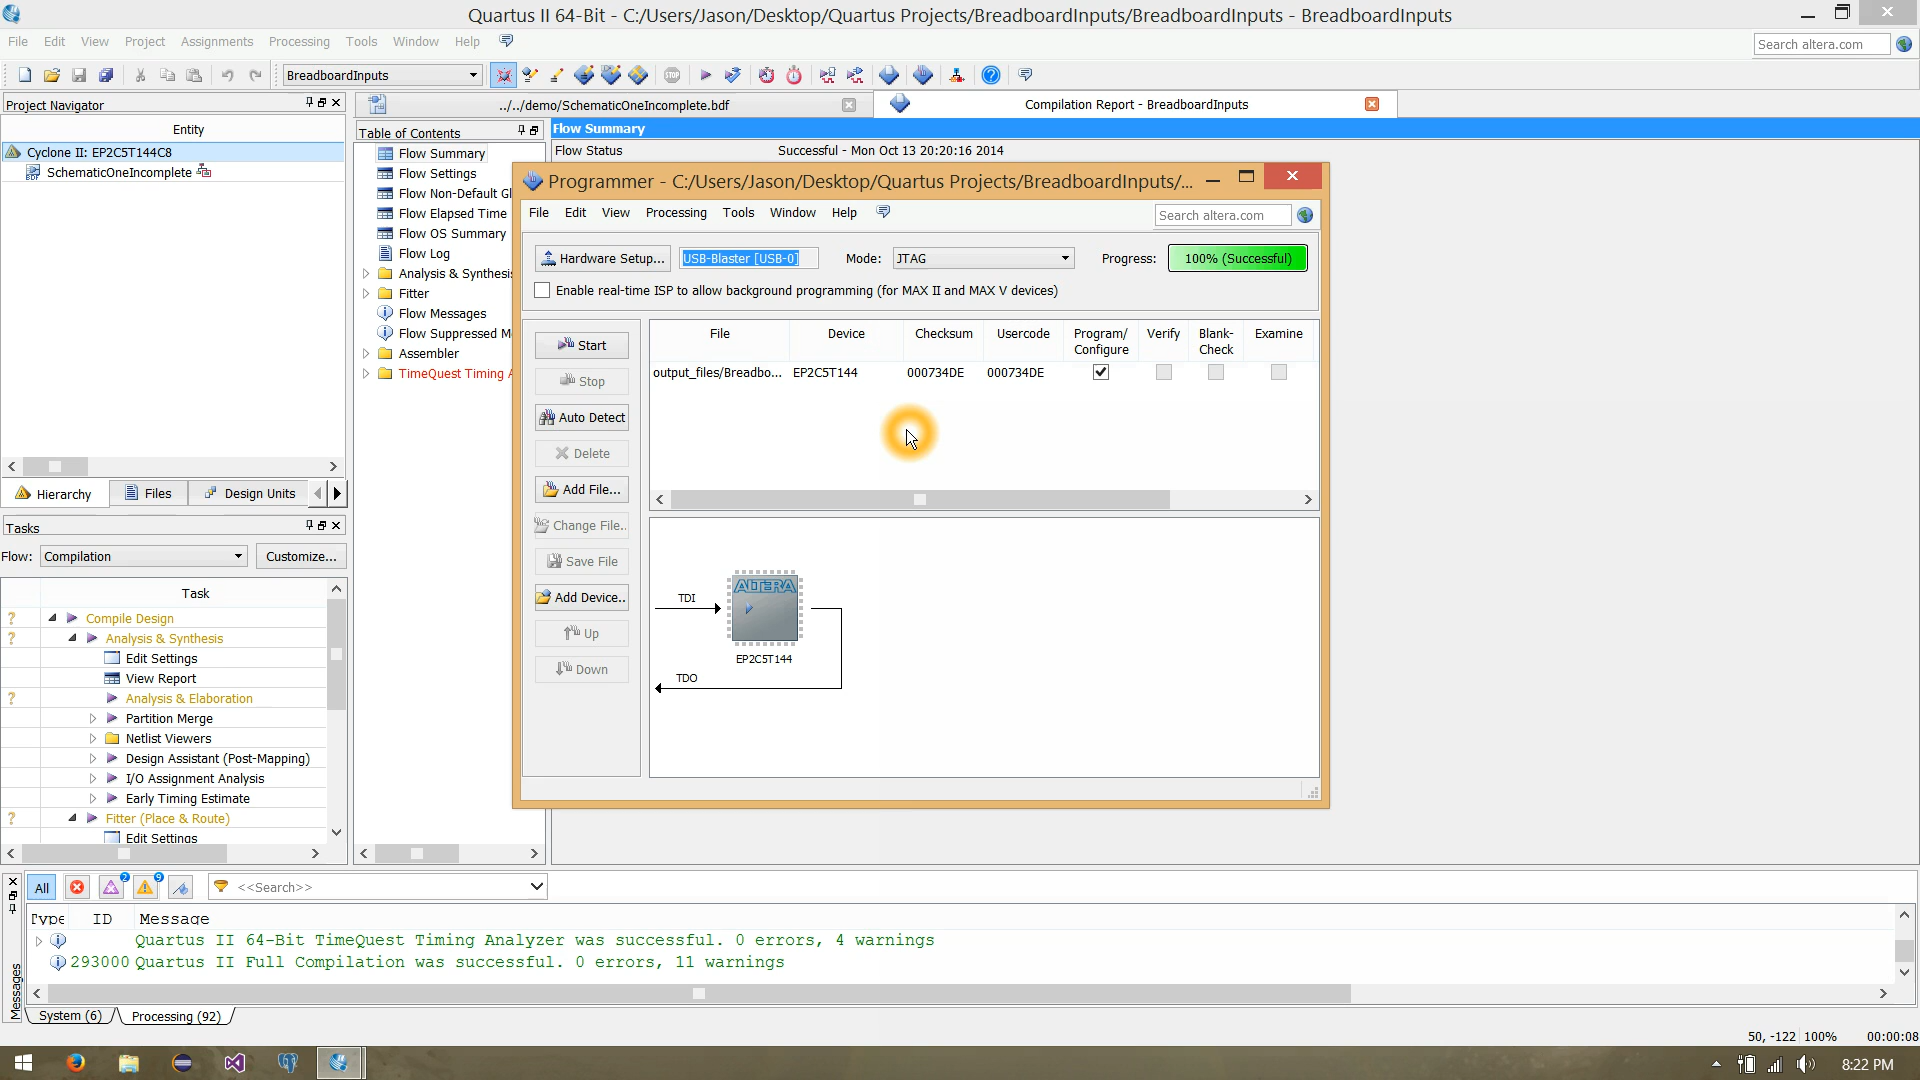 Quartus II 64-Bit - C:/Users/Jason/Desktop/Quartus Projects/BreadboardInputs/BreadboardInputs - BreadboardInputs
File Edit View Project Assignments Processing Tools Window Help
Search altera.com
BreadboardInputs
Project Navigator
Entity
Cyclone II: EP2C5T144C8
SchematicOneIncomplete
Hierarchy Files Design Units
../../demo/SchematicOneIncomplete.bdf
Compilation Report - BreadboardInputs
Table of Contents
Flow Summary
Flow Settings
Flow Non-Default Gl
Flow Elapsed Time
Flow OS Summary
Flow Log
Analysis & Synthesi
Fitter
Flow Messages
Flow Suppressed M
Assembler
TimeQuest Timing A
Flow Summary
Flow Status Successful - Mon Oct 13 20:20:16 2014
Programmer - C:/Users/Jason/Desktop/Quartus Projects/BreadboardInputs/...
File Edit View Processing Tools Window Help
Search altera.com
Hardware Setup... USB-Blaster [USB-0] Mode: JTAG Progress: 100% (Successful)
Enable real-time ISP to allow background programming (for MAX II and MAX V devices)
Start
Stop
Auto Detect
Delete
Add File...
Change File..
Save File
Add Device..
Up
Down
File Device Checksum Usercode Program/ Configure Verify Blank- Check Examine
output_files/Breadbo... EP2C5T144 000734DE 000734DE
TDI
ALTERA
EP2C5T144
TDO
Tasks
Flow: Compilation Customize...
Task
Compile Design
Analysis & Synthesis
Edit Settings
View Report
Analysis & Elaboration
Partition Merge
Netlist Viewers
Design Assistant (Post-Mapping)
I/O Assignment Analysis
Early Timing Estimate
Fitter (Place & Route)
Edit Settings
All 2 9 <<Search>>
Type ID Message
Quartus II 64-Bit TimeQuest Timing Analyzer was successful. 0 errors, 4 warnings
293000 Quartus II Full Compilation was successful. 0 errors, 11 warnings
Messages
System (6) Processing (92)
50, -122 100% 00:00:08
8:22 PM